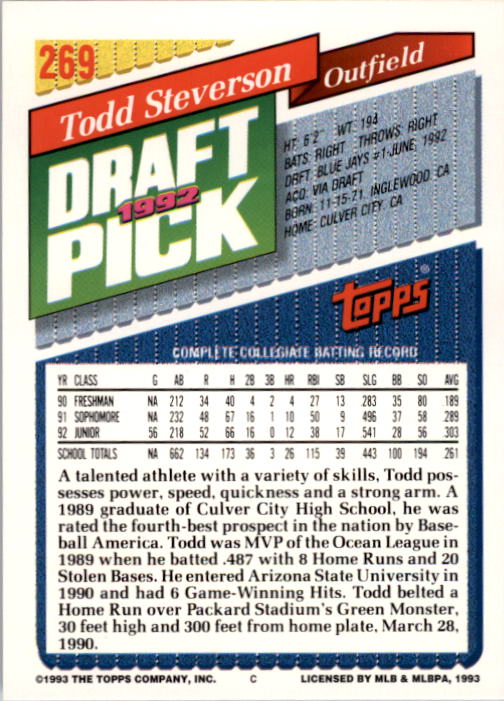 269
Todd Steverson
Outfield
DRAFT
1992
PICK
HT: 6'2" WT: 194
BATS: RIGHT THROWS: RIGHT
DRFT: BLUE JAYS #1-JUNE, 1992
ACQ: VIA DRAFT
BORN: 11-15-71, INGLEWOOD, CA
HOME: CULVER CITY, CA
Topps®
COMPLETE COLLEGIATE BATTING RECORD
YR CLASS G AB R H 2B 3B HR RBI SB SLG BB SO AVG
90 FRESHMAN NA 212 34 40 4 2 4 27 13 283 35 80 .189
91 SOPHOMORE NA 232 48 67 16 1 10 50 9 496 37 58 .289
92 JUNIOR 56 218 52 66 16 0 12 38 17 541 28 56 .303
SCHOOL TOTALS NA 662 134 173 36 3 26 115 39 443 100 194 .261
A talented athlete with a variety of skills, Todd pos-
sesses power, speed, quickness and a strong arm. A
1989 graduate of Culver City High School, he was
rated the fourth-best prospect in the nation by Base-
ball America. Todd was MVP of the Ocean League in
1989 when he batted .487 with 8 Home Runs and 20
Stolen Bases. He entered Arizona State University in
1990 and had 6 Game-Winning Hits. Todd belted a
Home Run over Packard Stadium's Green Monster,
30 feet high and 300 feet from home plate, March 28,
1990.
©1993 THE TOPPS COMPANY, INC. C LICENSED BY MLB & MLBPA, 1993